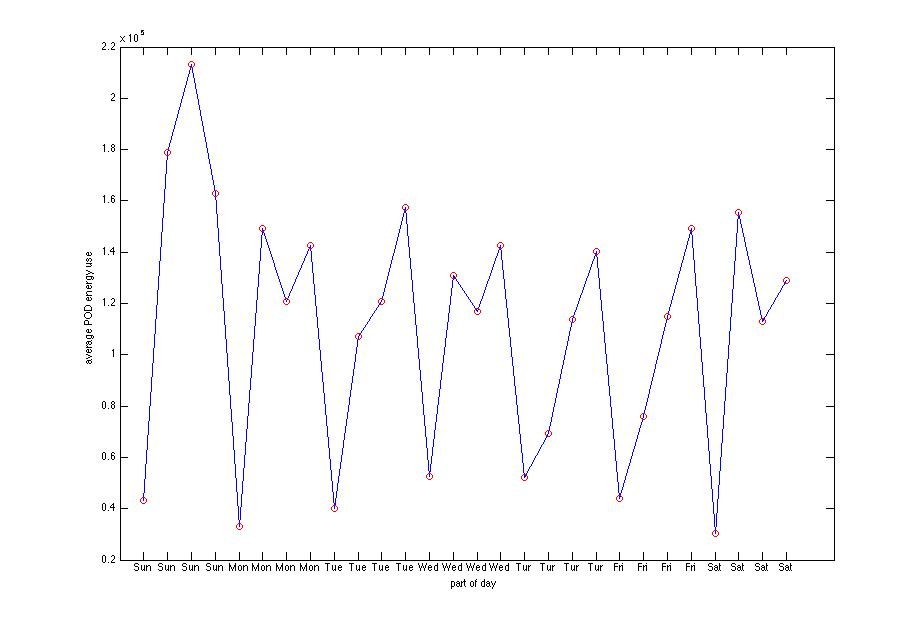 x 10^5
2.2
2
1.8
1.6
1.4
1.2
1
0.8
0.6
0.4
0.2
average POD energy use
Sun Sun Sun Sun Mon Mon Mon Mon Tue Tue Tue Tue Wed Wed Wed Wed Tur Tur Tur Tur Fri Fri Fri Fri Sat Sat Sat Sat
part of day